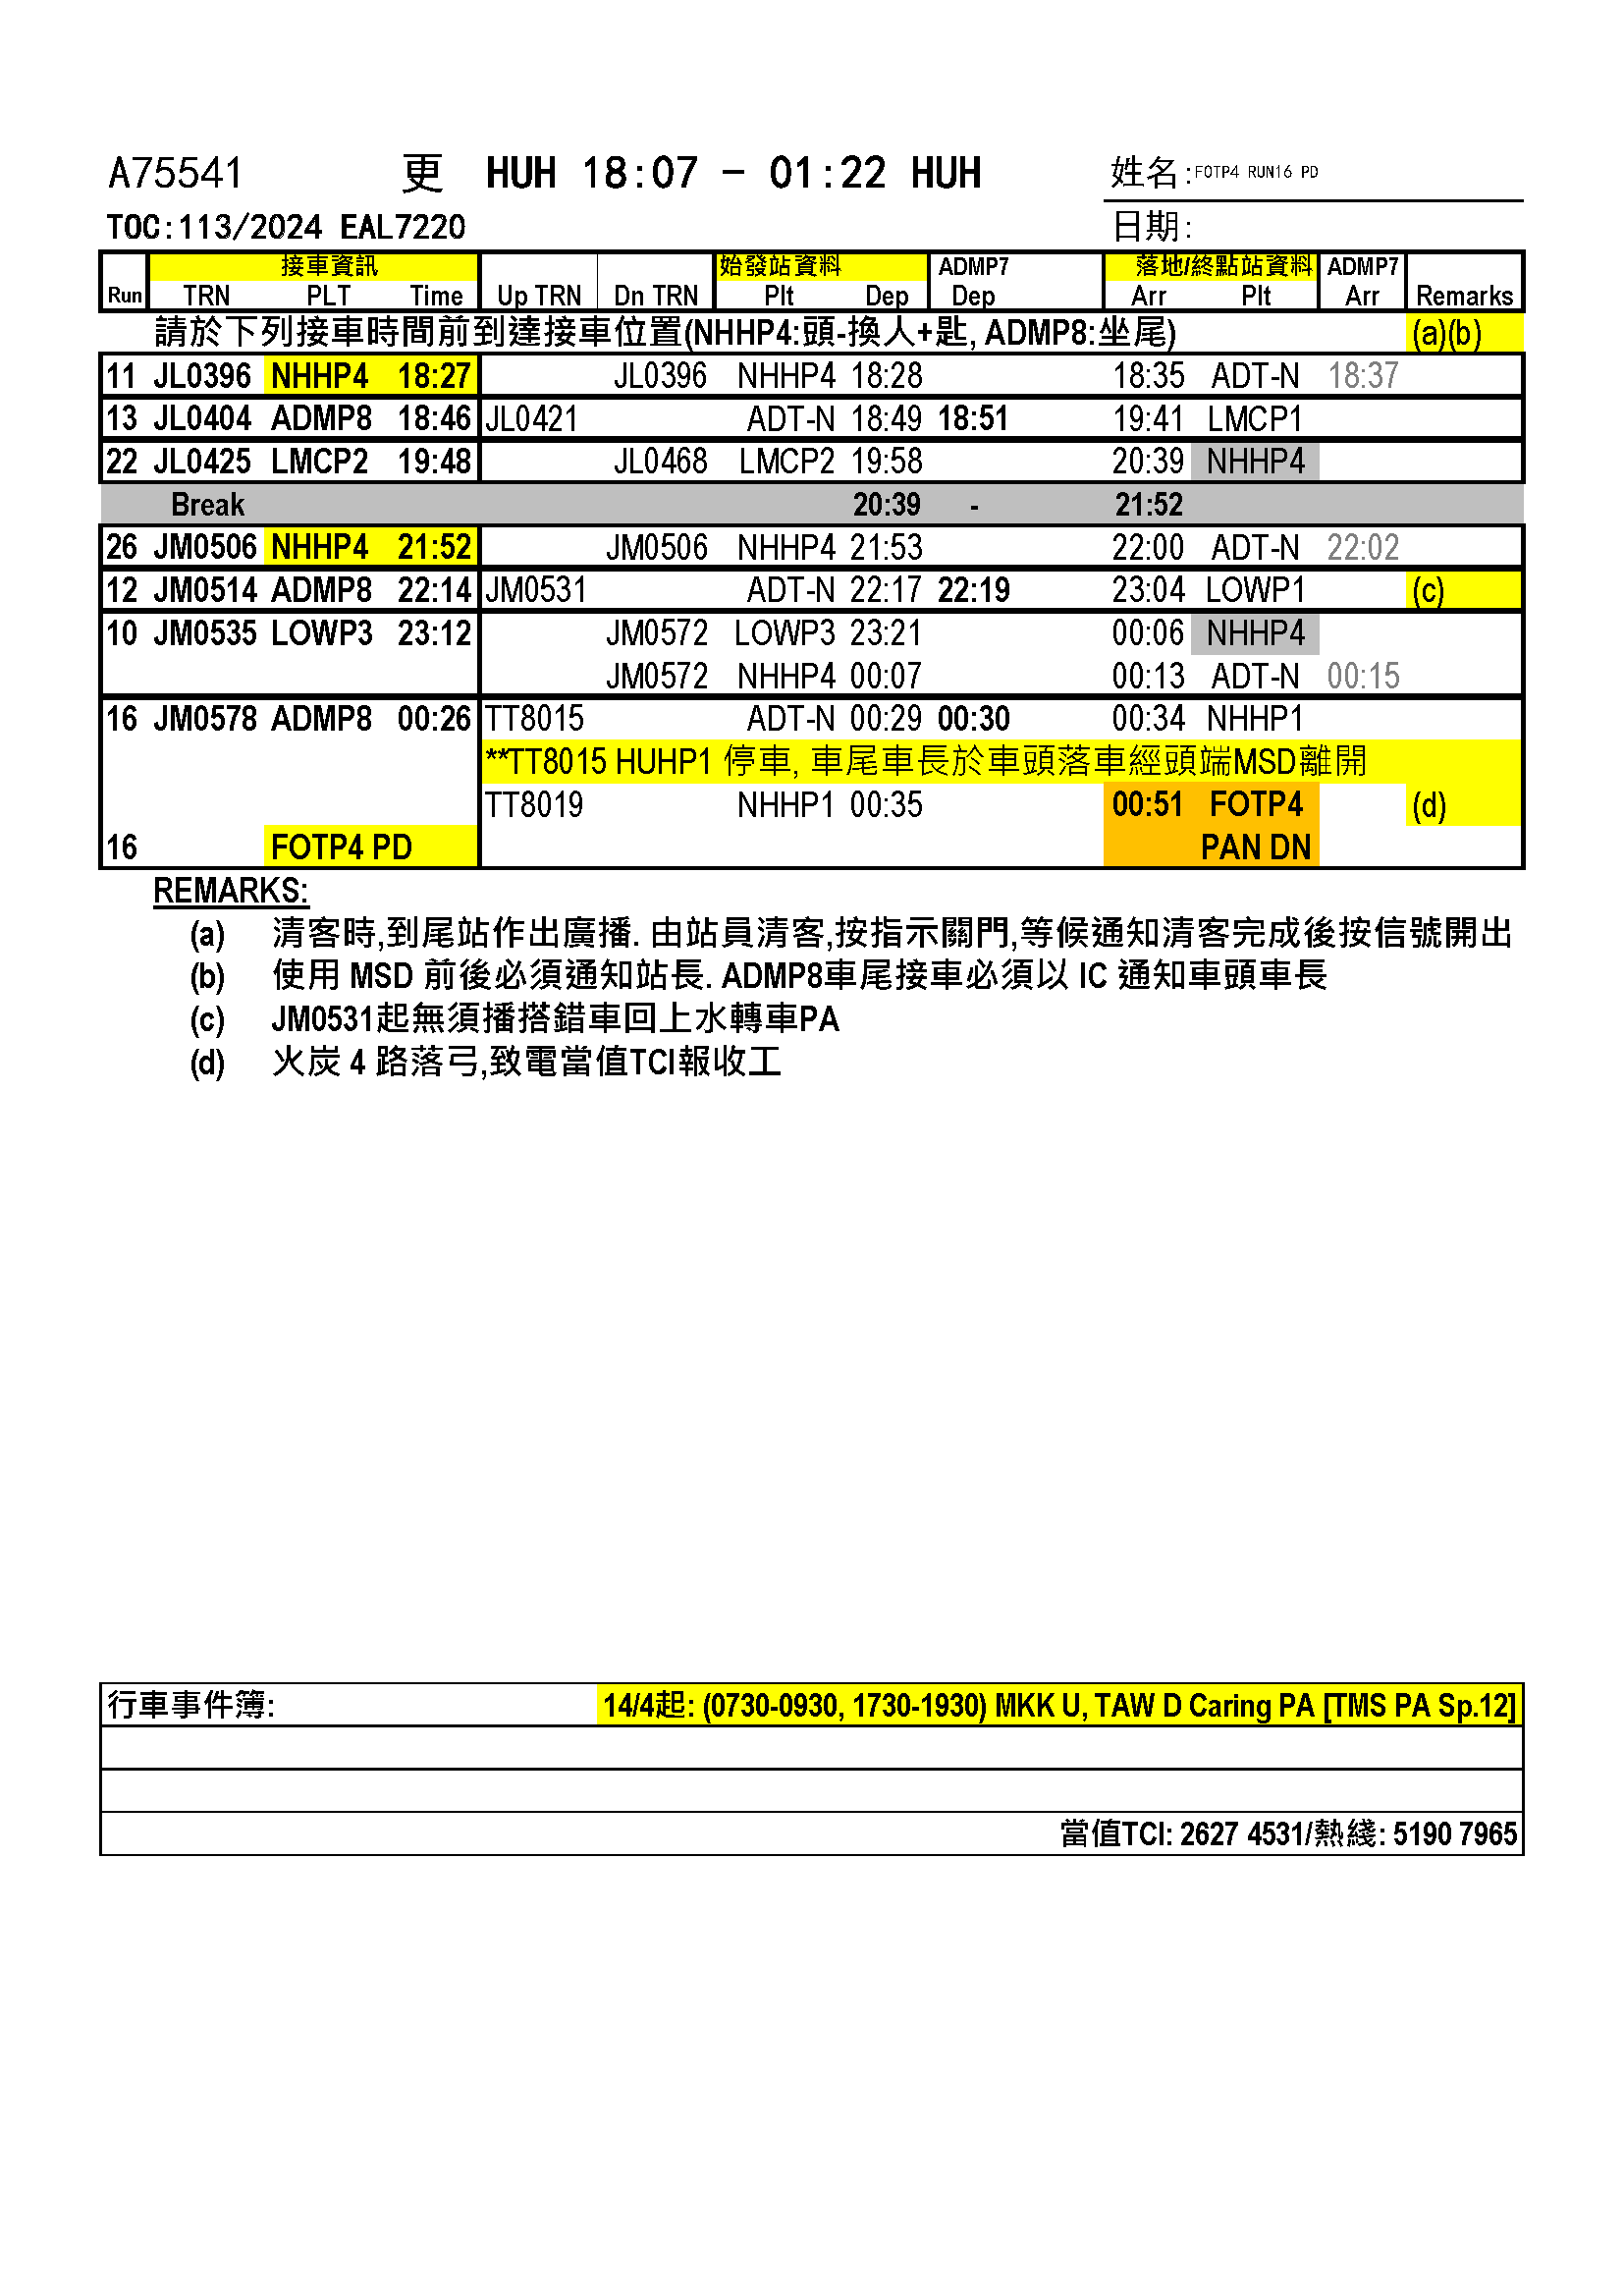 A75541 更 HUH 18:07 - 01:22 HUH 姓名:FOTP4 RUN16 PD
TOC:113/2024 EAL7220 日期:
接車資訊 始發站資料 ADMP7 落地/終點站資料 ADMP7
Run TRN PLT Time Up TRN Dn TRN Plt Dep Dep Arr Plt Arr Remarks
請於下列接車時間前到達接車位置(NHHP4:頭-換人+匙, ADMP8:坐尾) (a)(b)
11 JL0396 NHHP4 18:27 JL0396 NHHP4 18:28 18:35 ADT-N 18:37
13 JL0404 ADMP8 18:46 JL0421 ADT-N 18:49 18:51 19:41 LMCP1
22 JL0425 LMCP2 19:48 JL0468 LMCP2 19:58 20:39 NHHP4
Break 20:39 - 21:52
26 JM0506 NHHP4 21:52 JM0506 NHHP4 21:53 22:00 ADT-N 22:02
12 JM0514 ADMP8 22:14 JM0531 ADT-N 22:17 22:19 23:04 LOWP1 (c)
10 JM0535 LOWP3 23:12 JM0572 LOWP3 23:21 00:06 NHHP4
JM0572 NHHP4 00:07 00:13 ADT-N 00:15
16 JM0578 ADMP8 00:26 TT8015 ADT-N 00:29 00:30 00:34 NHHP1
**TT8015 HUHP1 停車, 車尾車長於車頭落車經頭端MSD離開
TT8019 NHHP1 00:35 00:51 FOTP4 (d)
16 FOTP4 PD PAN DN
REMARKS:
(a) 清客時,到尾站作出廣播. 由站員清客,按指示關門,等候通知清客完成後按信號開出
(b) 使用 MSD 前後必須通知站長. ADMP8車尾接車必須以 IC 通知車頭車長
(c) JM0531起無須播搭錯車回上水轉車PA
(d) 火炭 4 路落弓,致電當值TCI報收工
行車事件簿: 14/4起: (0730-0930, 1730-1930) MKK U, TAW D Caring PA [TMS PA Sp.12]
當值TCI: 2627 4531/熱綫: 5190 7965